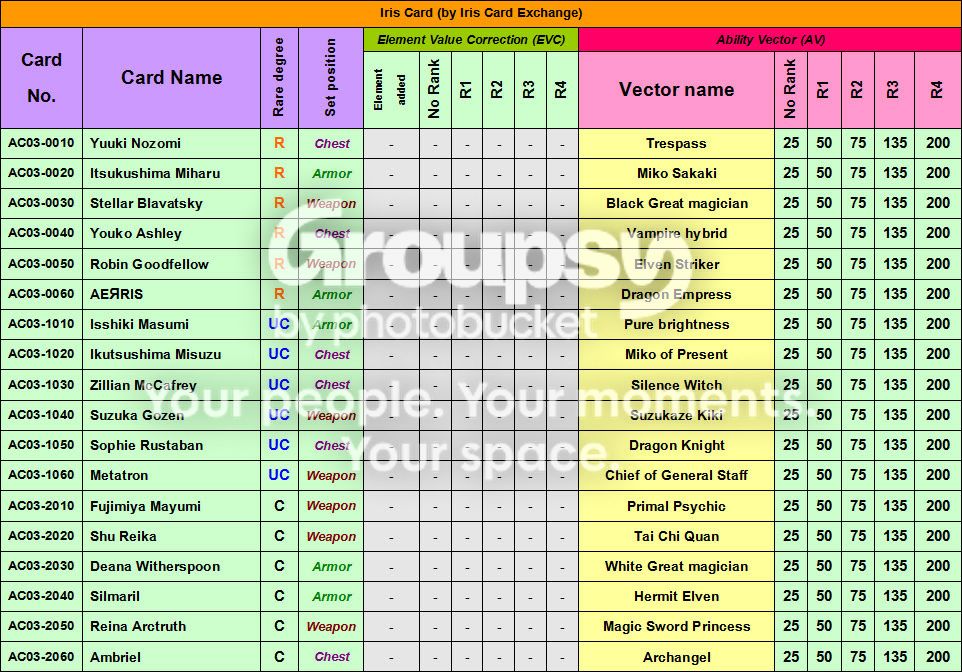 Iris Card (by Iris Card Exchange)
Card No. Card Name Rare degree Set position Element Value Correction (EVC) Ability Vector (AV)
Element added No Rank R1 R2 R3 R4 Vector name No Rank R1 R2 R3 R4
AC03-0010 Yuuki Nozomi R Chest - - - - - - Trespass 25 50 75 135 200
AC03-0020 Itsukushima Miharu R Armor - - - - - - Miko Sakaki 25 50 75 135 200
AC03-0030 Stellar Blavatsky R Weapon - - - - - - Black Great magician 25 50 75 135 200
AC03-0040 Youko Ashley R Chest - - - - - - Vampire hybrid 25 50 75 135 200
AC03-0050 Robin Goodfellow R Weapon - - - - - - Elven Striker 25 50 75 135 200
AC03-0060 AEЯRIS R Armor - - - - - - Dragon Empress 25 50 75 135 200
AC03-1010 Isshiki Masumi UC Armor - - - - - - Pure brightness 25 50 75 135 200
AC03-1020 Ikutsushima Misuzu UC Chest - - - - - - Miko of Present 25 50 75 135 200
AC03-1030 Zillian McCafrey UC Chest - - - - - - Silence Witch 25 50 75 135 200
AC03-1040 Suzuka Gozen UC Weapon - - - - - - Suzukaze Kiki 25 50 75 135 200
AC03-1050 Sophie Rustaban UC Chest - - - - - - Dragon Knight 25 50 75 135 200
AC03-1060 Metatron UC Weapon - - - - - - Chief of General Staff 25 50 75 135 200
AC03-2010 Fujimiya Mayumi C Weapon - - - - - - Primal Psychic 25 50 75 135 200
AC03-2020 Shu Reika C Weapon - - - - - - Tai Chi Quan 25 50 75 135 200
AC03-2030 Deana Witherspoon C Armor - - - - - - White Great magician 25 50 75 135 200
AC03-2040 Silmaril C Armor - - - - - - Hermit Elven 25 50 75 135 200
AC03-2050 Reina Arctruth C Weapon - - - - - - Magic Sword Princess 25 50 75 135 200
AC03-2060 Ambriel C Chest - - - - - - Archangel 25 50 75 135 200
Groupsy
by photobucket
Your people. Your moments.
Your space.